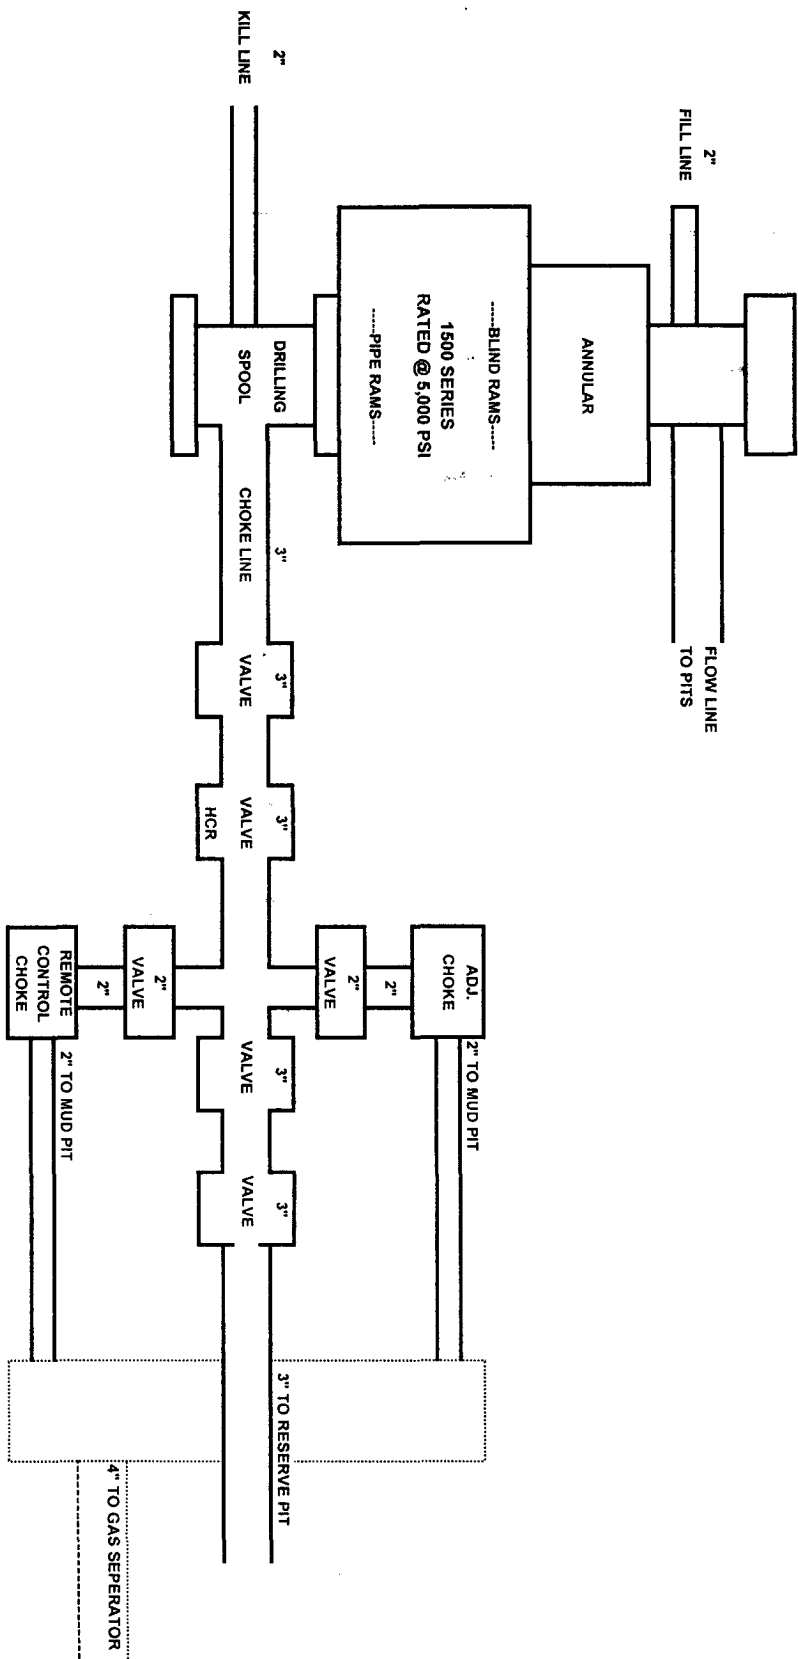 2"
FILL LINE
FLOW LINE
TO PITS
ANNULAR
-----BLIND RAMS-----
1500 SERIES
RATED @ 5,000 PSI
-----PIPE RAMS-----
2"
KILL LINE
DRILLING
SPOOL
3"
CHOKE LINE
3"
VALVE
3"
VALVE
HCR
ADJ.
CHOKE
2"
2"
VALVE
2" TO MUD PIT
3"
VALVE
3"
VALVE
3" TO RESERVE PIT
2"
VALVE
2"
REMOTE
CONTROL
CHOKE
2" TO MUD PIT
4" TO GAS SEPERATOR